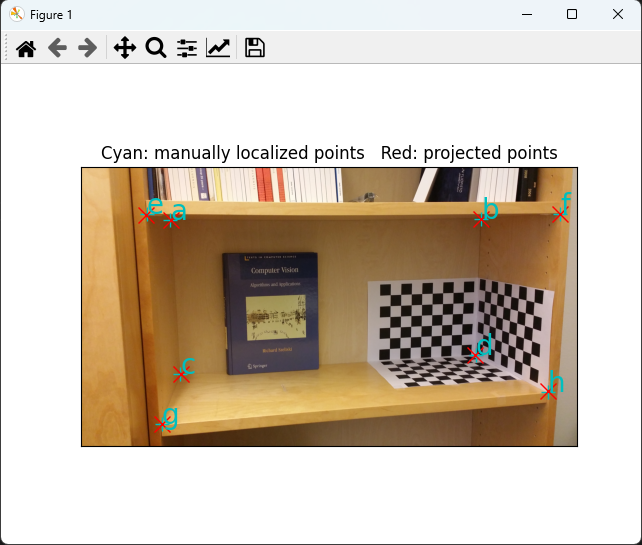 Figure 1
Cyan: manually localized points   Red: projected points
e a b f
Computer Vision
Algorithms and Applications
Richard Szeliski
Springer
c d h
g